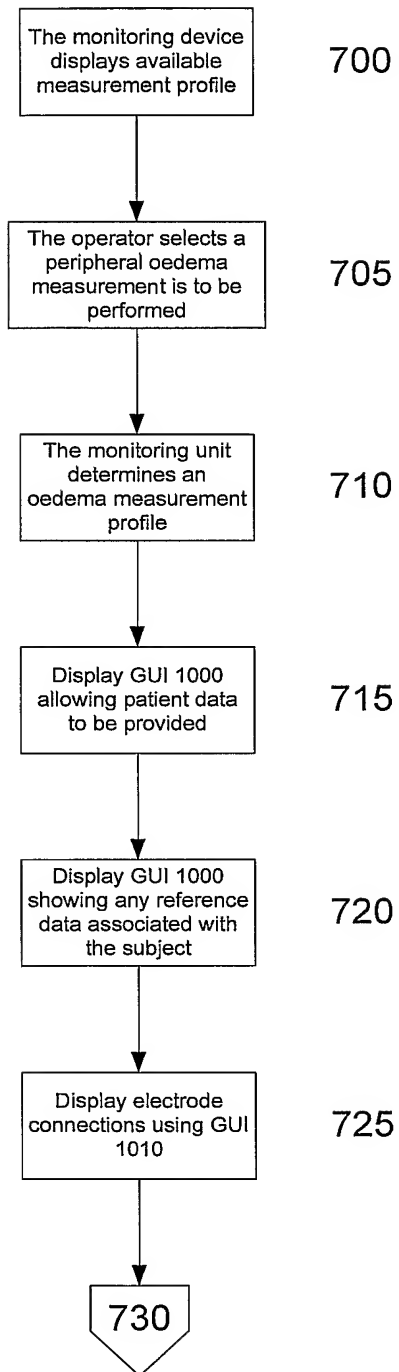 The monitoring device
displays available
measurement profile
700
The operator selects a
peripheral oedema
measurement is to be
performed
705
The monitoring unit
determines an
oedema measurement
profile
710
Display GUI 1000
allowing patient data
to be provided
715
Display GUI 1000
showing any reference
data associated with
the subject
720
Display electrode
connections using GUI
1010
725
730